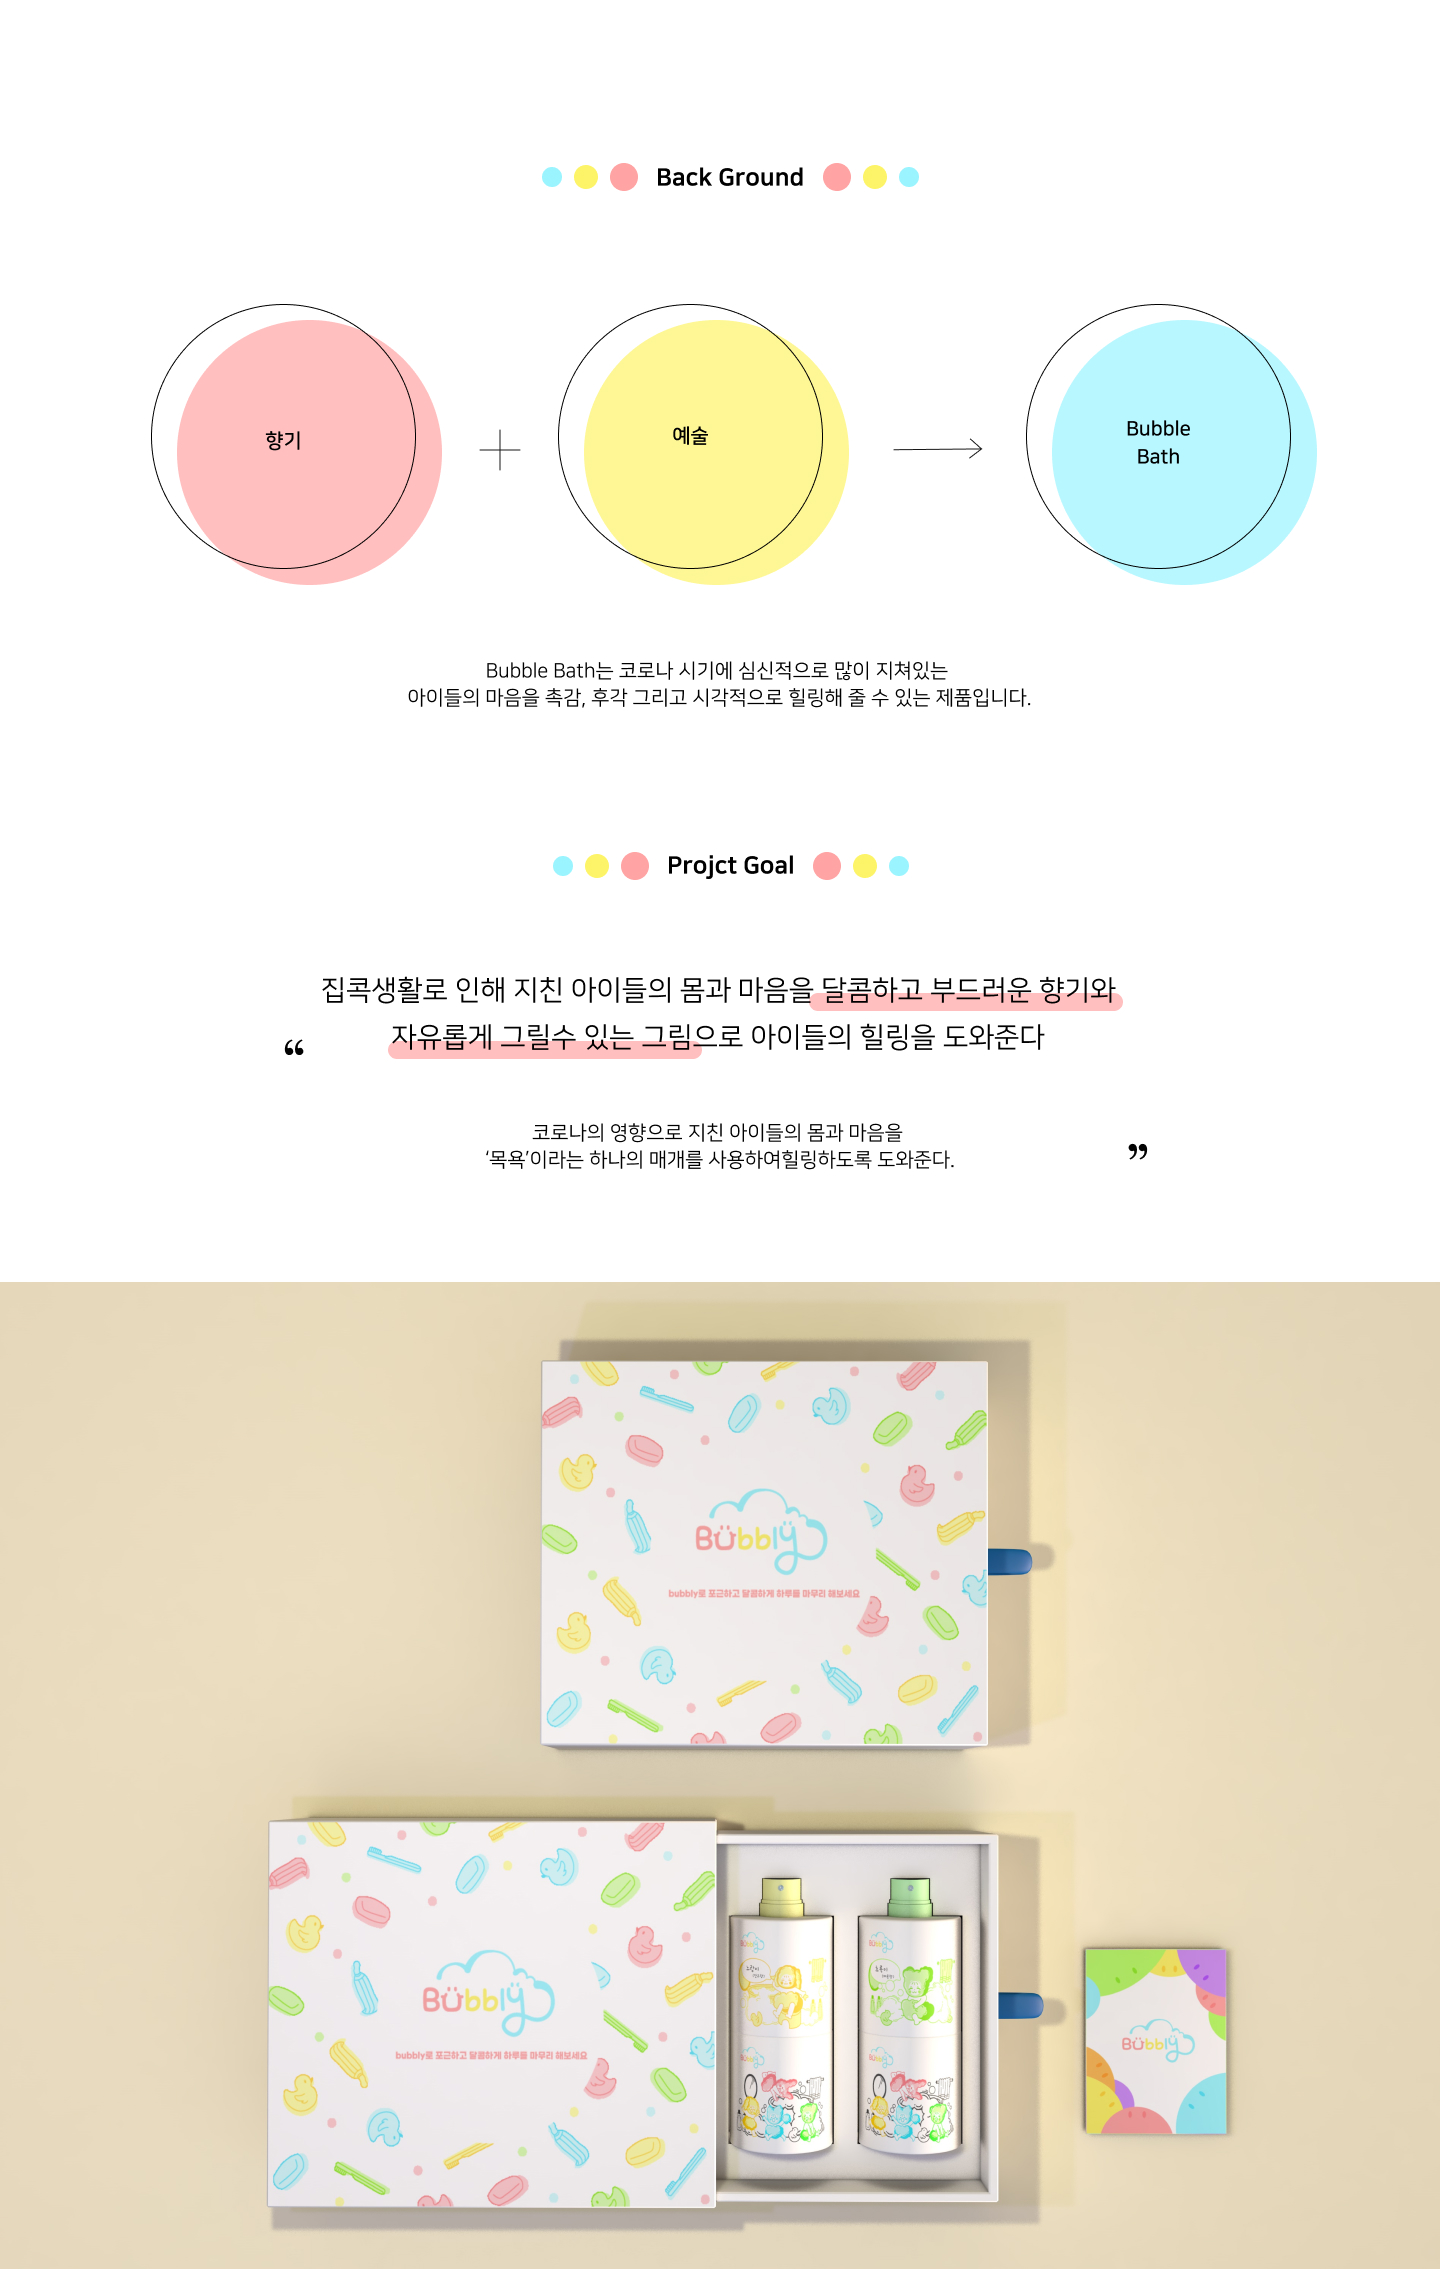 Back Ground
향기
예술
Bubble
Bath
Bubble Bath는 코로나 시기에 심신적으로 많이 지쳐있는
아이들의 마음을 촉감, 후각 그리고 시각적으로 힐링해 줄 수 있는 제품입니다.
Projct Goal
집콕생활로 인해 지친 아이들의 몸과 마음을 달콤하고 부드러운 향기와
“ 자유롭게 그릴수 있는 그림으로 아이들의 힐링을 도와준다
코로나의 영향으로 지친 아이들의 몸과 마음을
‘목욕’이라는 하나의 매개를 사용하여힐링하도록 도와준다. ”
Bubbly
bubbly로 포근하고 달콤하게 하루를 마무리 해보세요
Bubbly
bubbly로 포근하고 달콤하게 하루를 마무리 해보세요
Bubbly
Bubbly
Bubbly
Bubbly
Bubbly